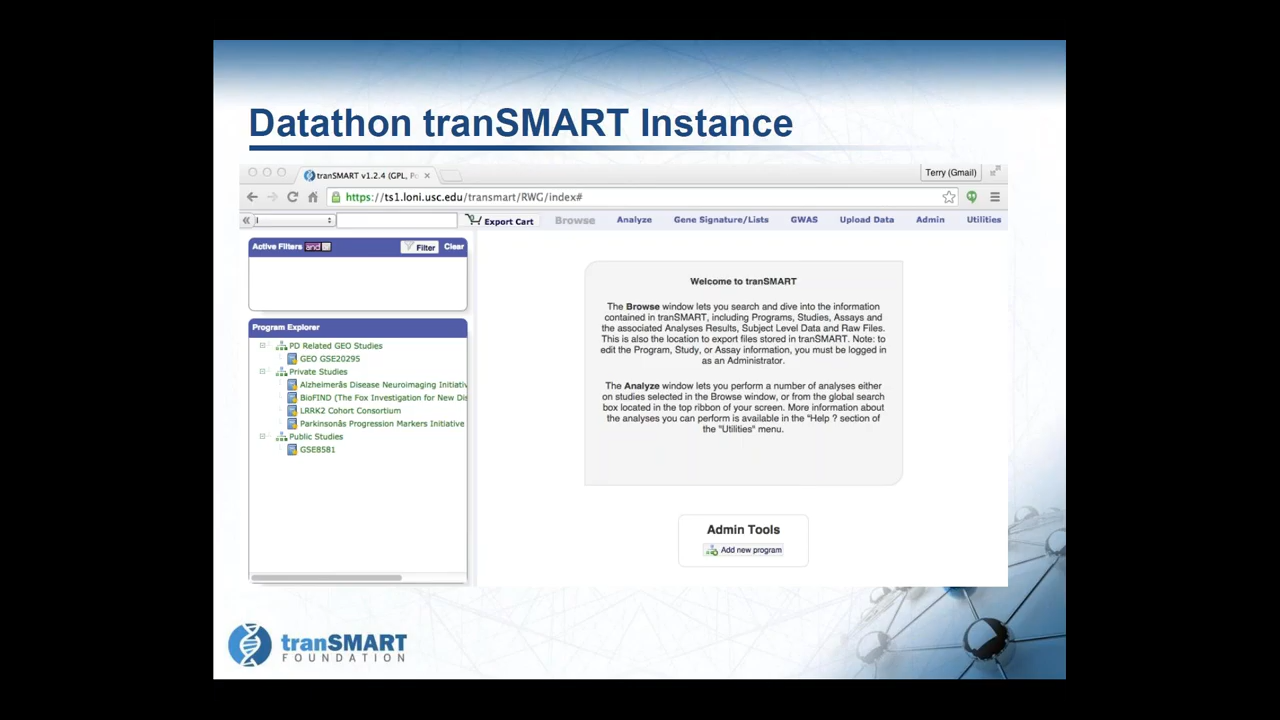 Datathon tranSMART Instance
tranSMART v1.2.4 (GPL, Po
Terry (Gmail)
https://ts1.loni.usc.edu/transmart/RWG/index#
Export Cart Browse Analyze Gene Signature/Lists GWAS Upload Data Admin Utilities
Active Filters and Filter Clear
Program Explorer
PD Related GEO Studies
GEO GSE20295
Private Studies
Alzheimerâs Disease Neuroimaging Initiativ
BioFIND (The Fox Investigation for New Dis
LRRK2 Cohort Consortium
Parkinsonâs Progression Markers Initiative
Public Studies
GSE8581
Welcome to tranSMART
The Browse window lets you search and dive into the information
contained in tranSMART, including Programs, Studies, Assays and
the associated Analyses Results, Subject Level Data and Raw Files.
This is also the location to export files stored in tranSMART. Note: to
edit the Program, Study, or Assay information, you must be logged in
as an Administrator.
The Analyze window lets you perform a number of analyses either
on studies selected in the Browse window, or from the global search
box located in the top ribbon of your screen. More information about
the analyses you can perform is available in the "Help ? section of
the "Utilities" menu.
Admin Tools
Add new program
tranSMART
FOUNDATION